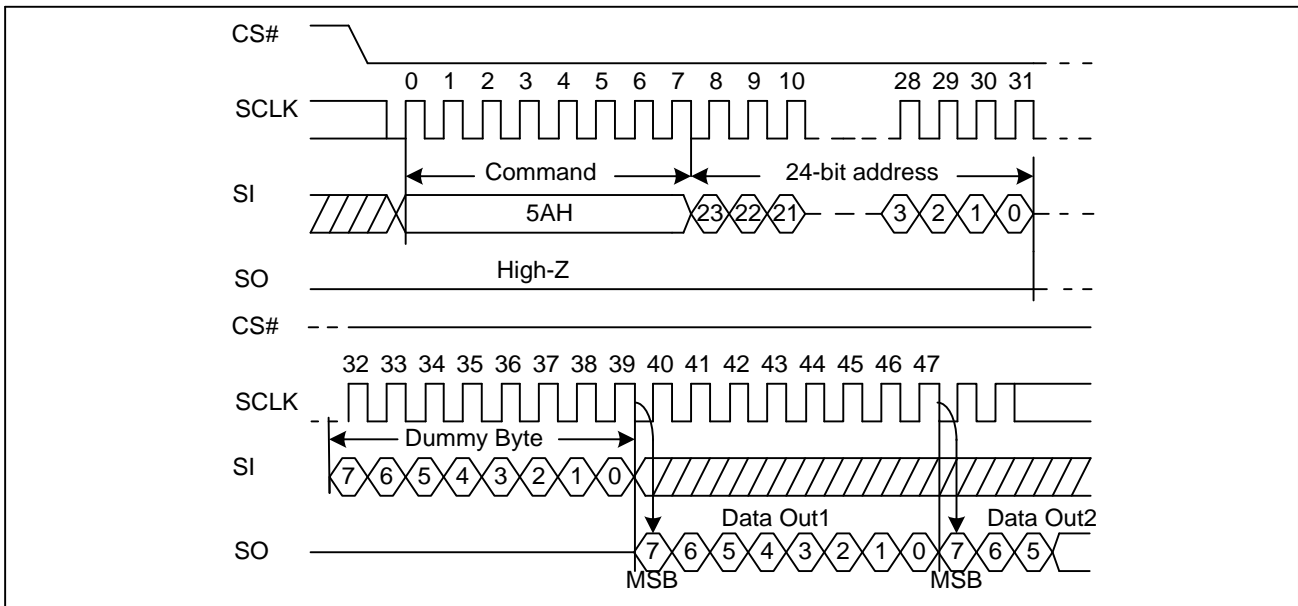 CS#
0 1 2 3 4 5 6 7 8 9 10 28 29 30 31
SCLK
Command 24-bit address
SI
5AH 23 22 21 3 2 1 0
High-Z
SO
CS#
32 33 34 35 36 37 38 39 40 41 42 43 44 45 46 47
SCLK
Dummy Byte
SI
7 6 5 4 3 2 1 0
Data Out1 Data Out2
SO
7 6 5 4 3 2 1 0 7 6 5
MSB MSB